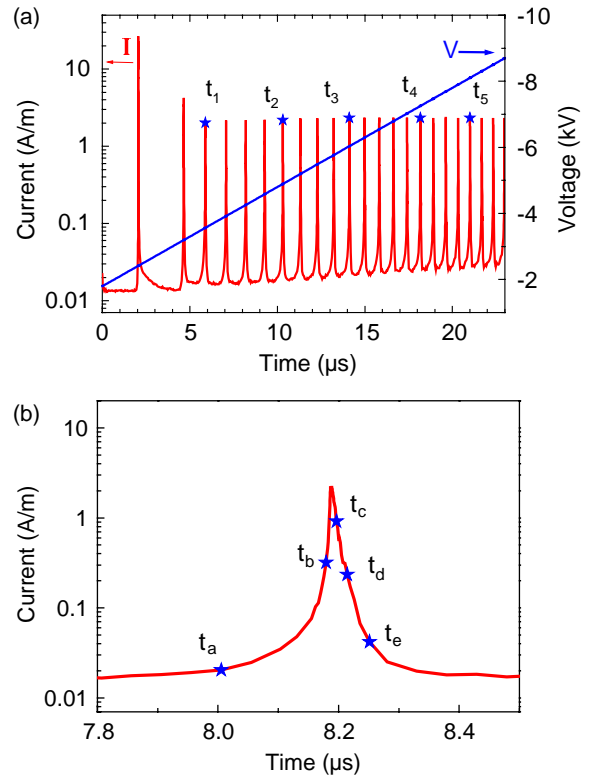 (a)
I
V
t1
t2
t3
t4
t5
10
1
0.1
0.01
Current (A/m)
-10
-8
-6
-4
-2
Voltage (kV)
0
5
10
15
20
Time (μs)
(b)
10
1
0.1
0.01
Current (A/m)
ta
tb
tc
td
te
7.8
8.0
8.2
8.4
Time (μs)